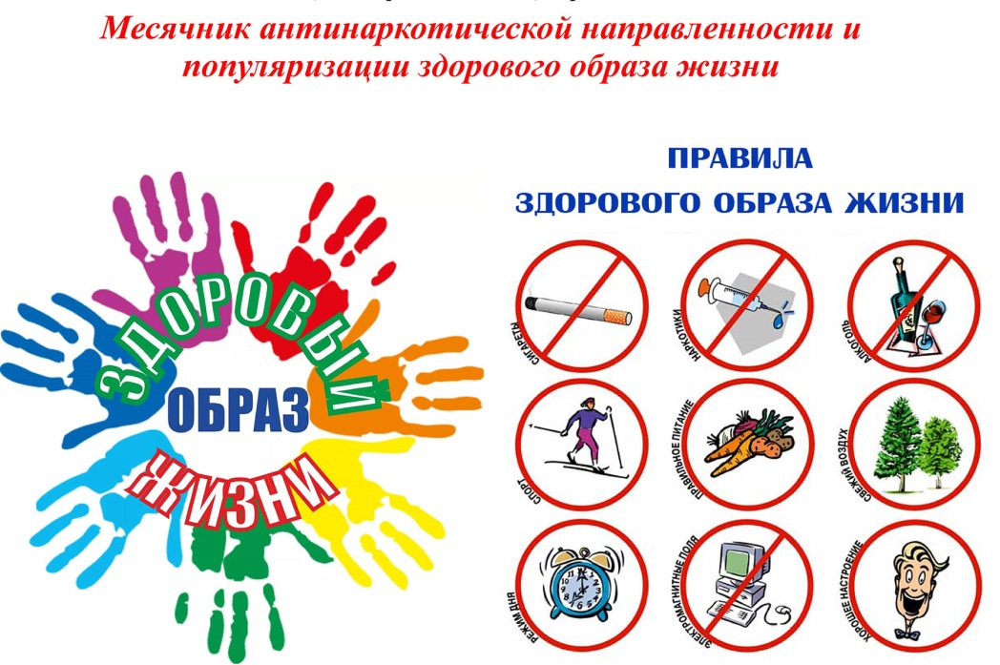 Месячник антинаркотической направленности и
популяризации здорового образа жизни
ЗДОРОВЫЙ
ОБРАЗ
ЖИЗНИ
ПРАВИЛА
ЗДОРОВОГО ОБРАЗА ЖИЗНИ
СИГАРЕТЫ
НАРКОТИКИ
АЛКОГОЛЬ
СПОРТ
ПРАВИЛЬНОЕ ПИТАНИЕ
СВЕЖИЙ ВОЗДУХ
РЕЖИМ ДНЯ
ЭЛЕКТРОМАГНИТНЫЕ ПОЛЯ
ХОРОШЕЕ НАСТРОЕНИЕ